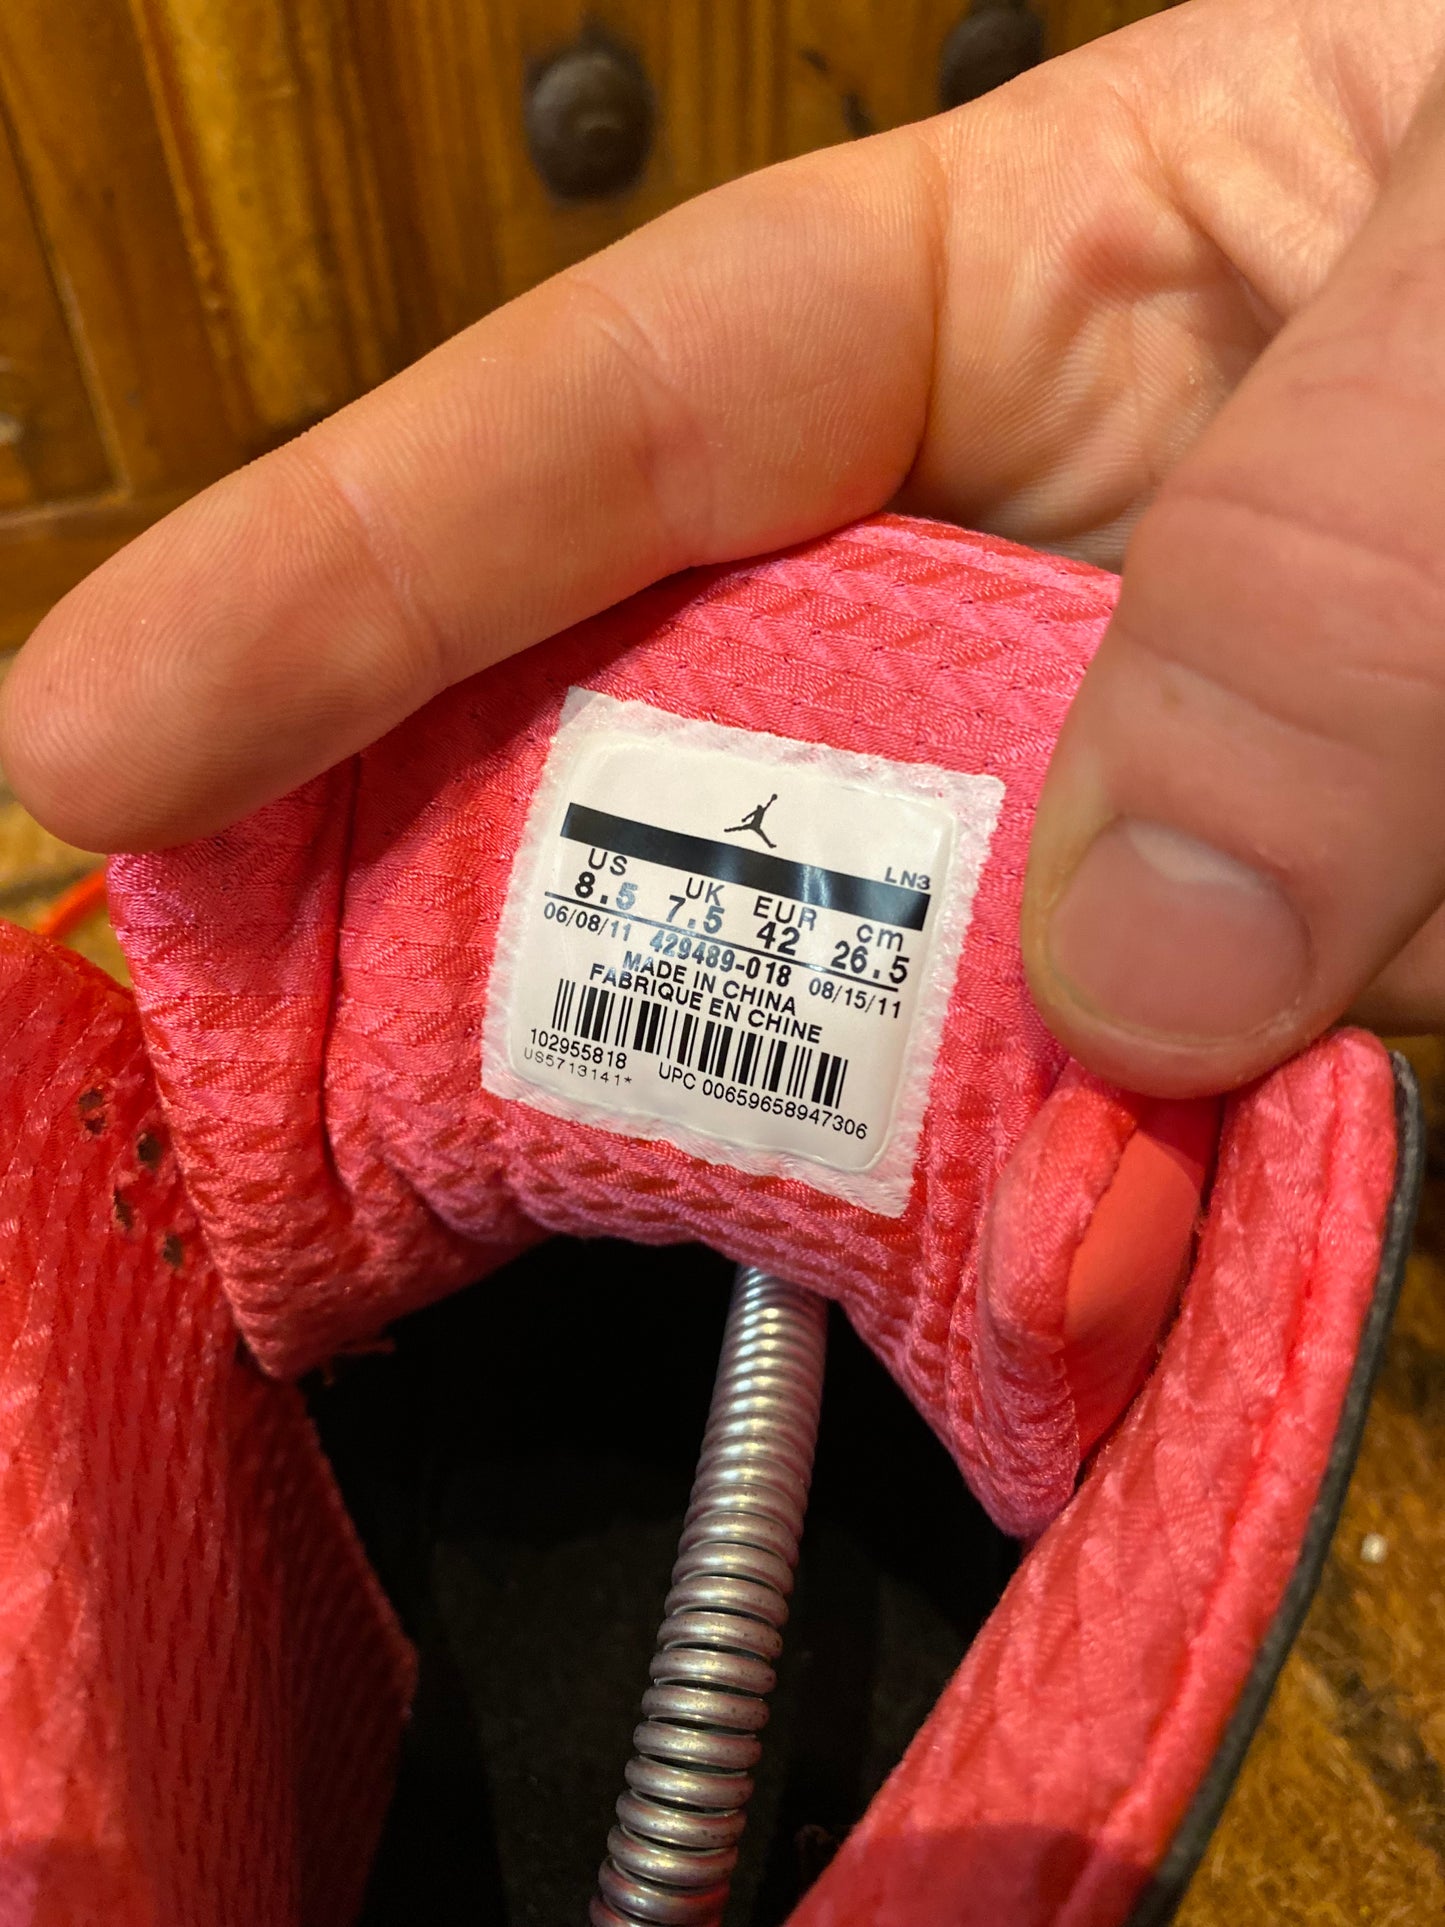 LN3
US UK EUR cm
8.5 7.5 42 26.5
06/08/11 429489-018 08/15/11
MADE IN CHINA
FABRIQUE EN CHINE
102955818 UPC 00659658947306
US5713141*